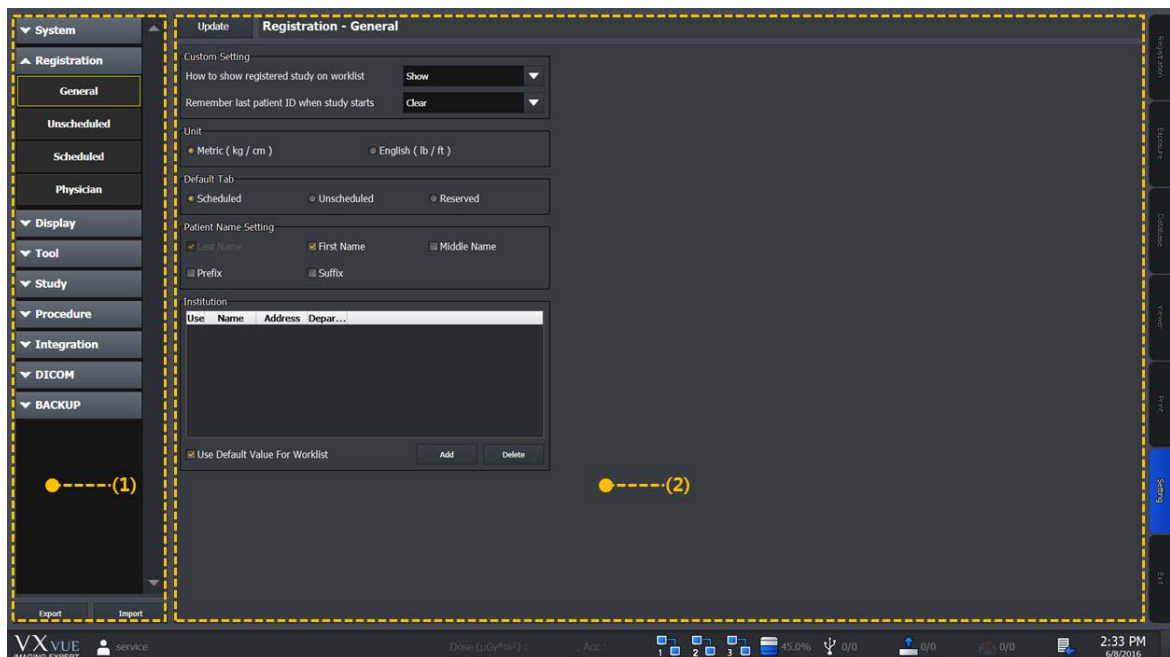 System
Registration
General
Unscheduled
Scheduled
Physician
Display
Tool
Study
Procedure
Integration
DICOM
BACKUP
(1)
Export Import
Update Registration - General
Custom Setting
How to show registered study on worklist Show
Remember last patient ID when study starts Clear
Unit
Metric ( kg / cm ) English ( lb / ft )
Default Tab
Scheduled Unscheduled Reserved
Patient Name Setting
Last Name First Name Middle Name
Prefix Suffix
Institution
Use Name Address Depar...
Use Default Value For Worklist Add Delete
(2)
Registration
Exposure
Database
Viewer
Print
Setting
Exit
VXVUE service Dose (μGy*m²) : , Acc : 1 2 3 45.0% 0/0 0/0 0/0 2:33 PM
IMAGING EXPERT 6/8/2016